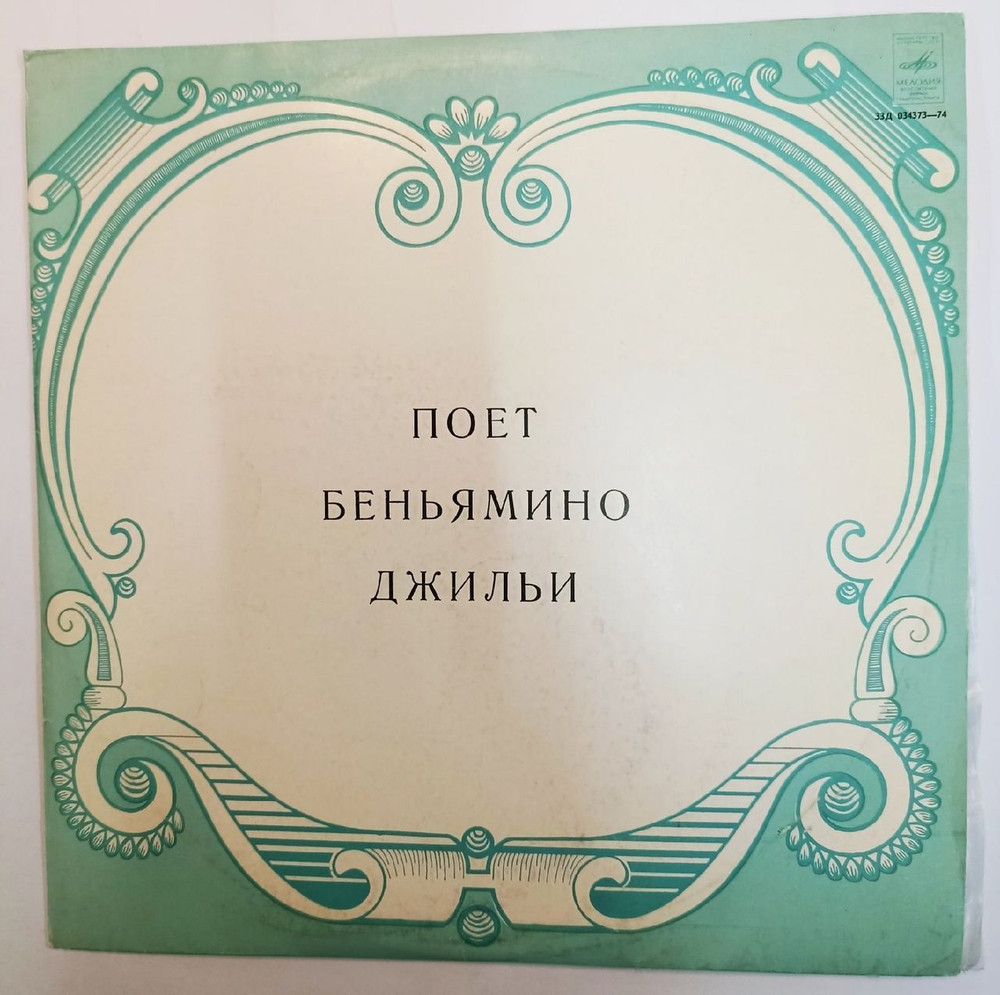 МЕЛОДИЯ
33Д 034373—74
ПОЕТ
БЕНЬЯМИНО
ДЖИЛЬИ